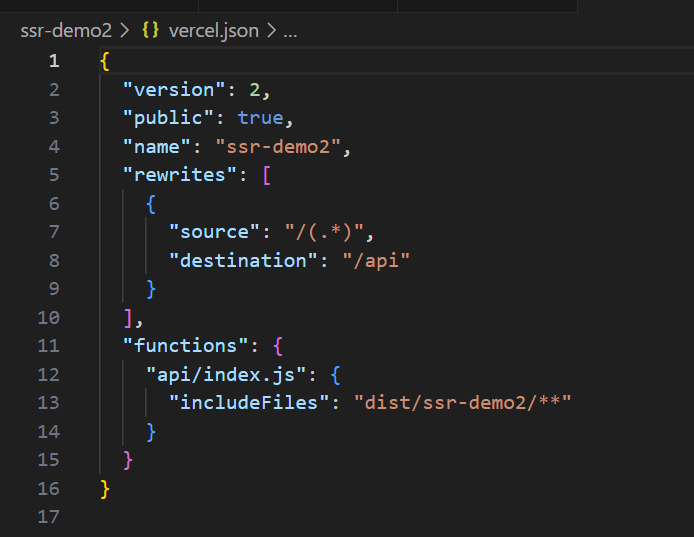 ssr-demo2 > {} vercel.json > ...
1 {
2 "version": 2,
3 "public": true,
4 "name": "ssr-demo2",
5 "rewrites": [
6 {
7 "source": "/(.*)",
8 "destination": "/api"
9 }
10 ],
11 "functions": {
12 "api/index.js": {
13 "includeFiles": "dist/ssr-demo2/**"
14 }
15 }
16 }
17